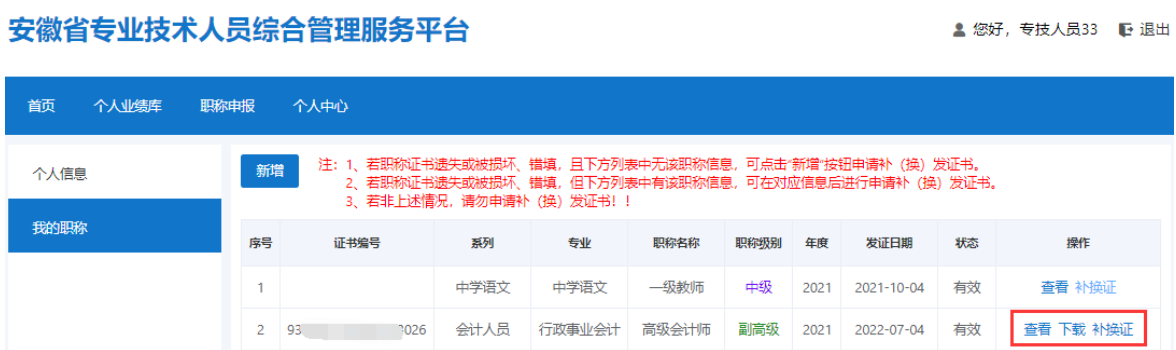 安徽省专业技术人员综合管理服务平台
您好，专技人员33 退出
首页 个人业绩库 职称申报 个人中心
个人信息
我的职称
新增
注：1、若职称证书遗失或被损坏、错填，且下方列表中无该职称信息，可点击“新增”按钮申请补（换）发证书。
2、若职称证书遗失或被损坏、错填，但下方列表中有该职称信息，可在对应信息后进行申请补（换）发证书。
3、若非上述情况，请勿申请补（换）发证书！！
序号 证书编号 系列 专业 职称名称 职称级别 年度 发证日期 状态 操作
1 中学语文 中学语文 一级教师 中级 2021 2021-10-04 有效 查看 补换证
2 93 026 会计人员 行政事业会计 高级会计师 副高级 2021 2022-07-04 有效 查看 下载 补换证